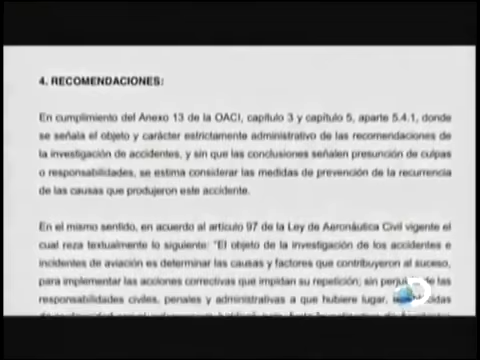 4. RECOMENDACIONES:
En cumplimiento del Anexo 13 de la OACI, capítulo 3 y capítulo 5, aparte 5.4.1, donde
se señala el objeto y carácter estrictamente administrativo de las recomendaciones de
la investigación de accidentes, y sin que las conclusiones señalen presunción de culpas
o responsabilidades, se estima considerar las medidas de prevención de la recurrencia
de las causas que produjeron este accidente.
En el mismo sentido, en acuerdo al artículo 97 de la Ley de Aeronáutica Civil vigente el
cual reza textualmente lo siguiente: "El objeto de la investigación de los accidentes e
incidentes de aviación es determinar las causas y factores que contribuyeron al suceso,
para implementar las acciones correctivas que impidan su repetición; sin de las
responsabilidades civiles, penales y administrativas a que hubiere lugar,